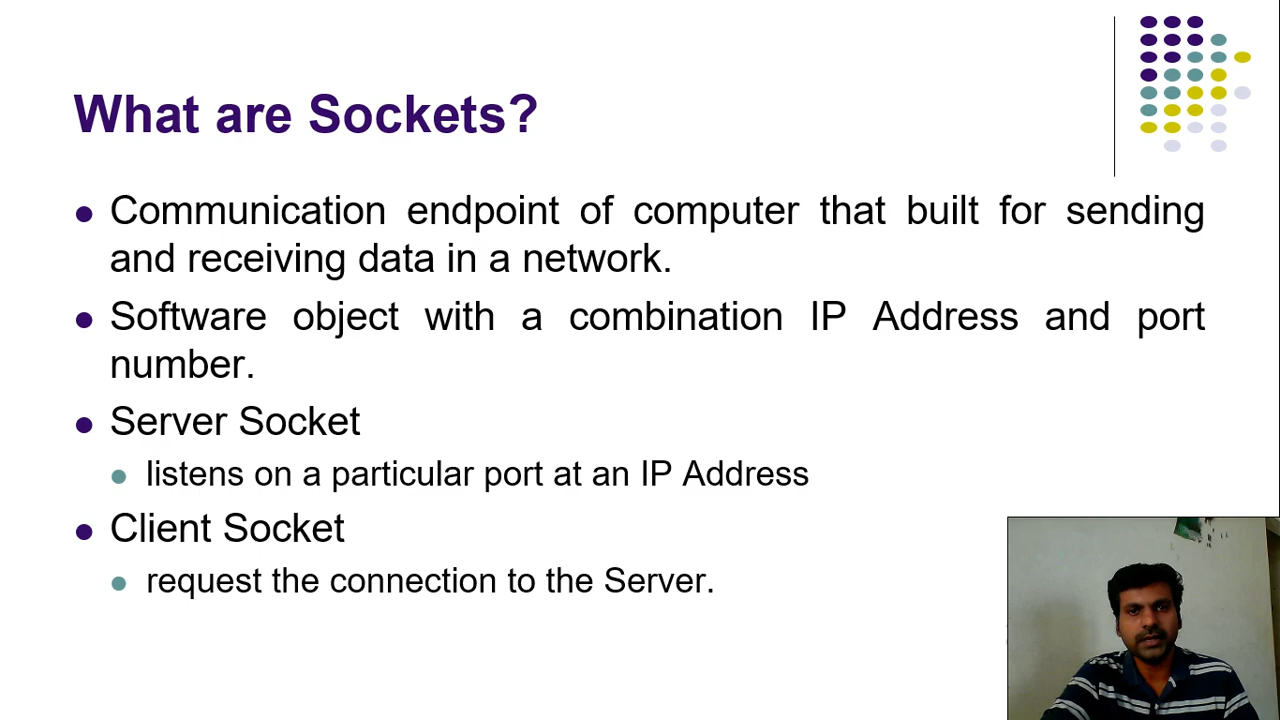 What are Sockets?
Communication endpoint of computer that built for sending
and receiving data in a network.
Software object with a combination IP Address and port
number.
Server Socket
listens on a particular port at an IP Address
Client Socket
request the connection to the Server.